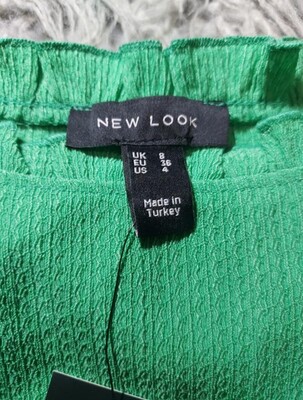 NEW LOOK
UK 8
EU 36
US 4
Made in
Turkey